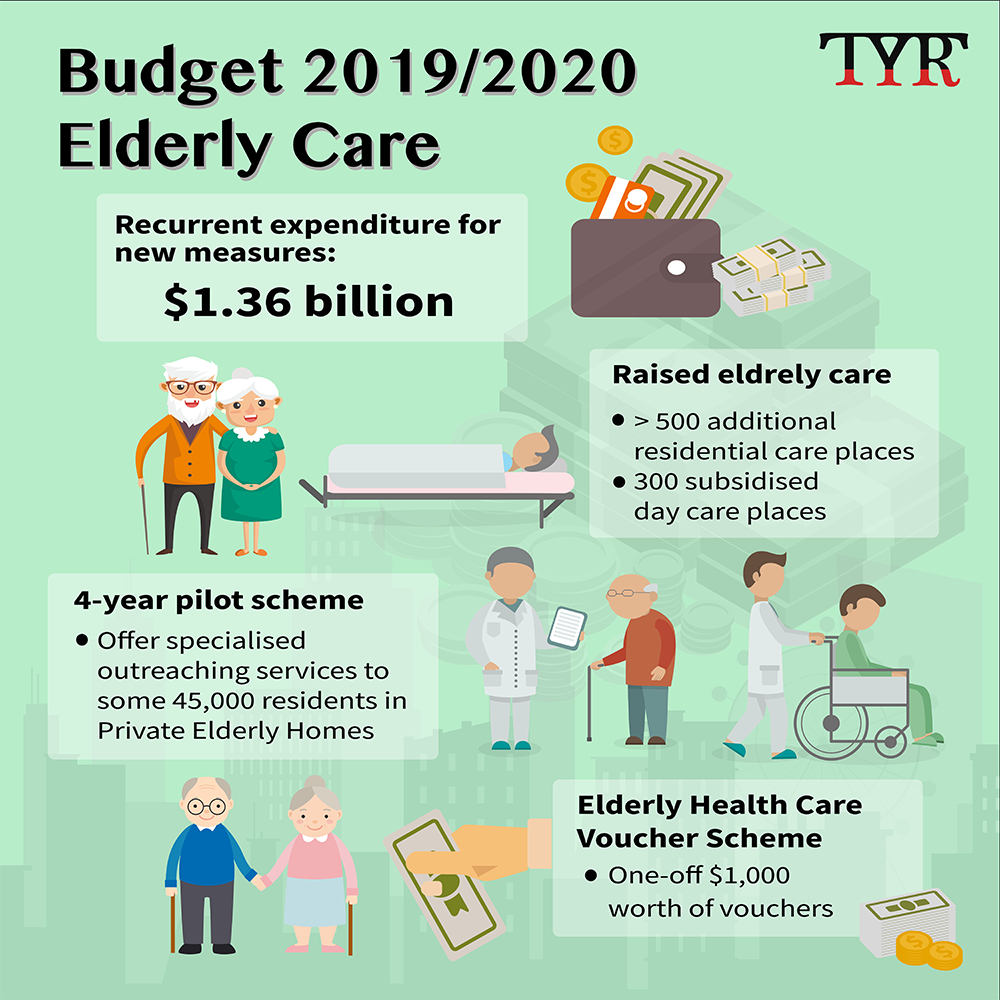 Budget 2019/2020
Elderly Care
TYR
Recurrent expenditure for
new measures:
$1.36 billion
Raised eldrely care
• > 500 additional
residential care places
• 300 subsidised
day care places
4-year pilot scheme
• Offer specialised
outreaching services to
some 45,000 residents in
Private Elderly Homes
Elderly Health Care
Voucher Scheme
• One-off $1,000
worth of vouchers